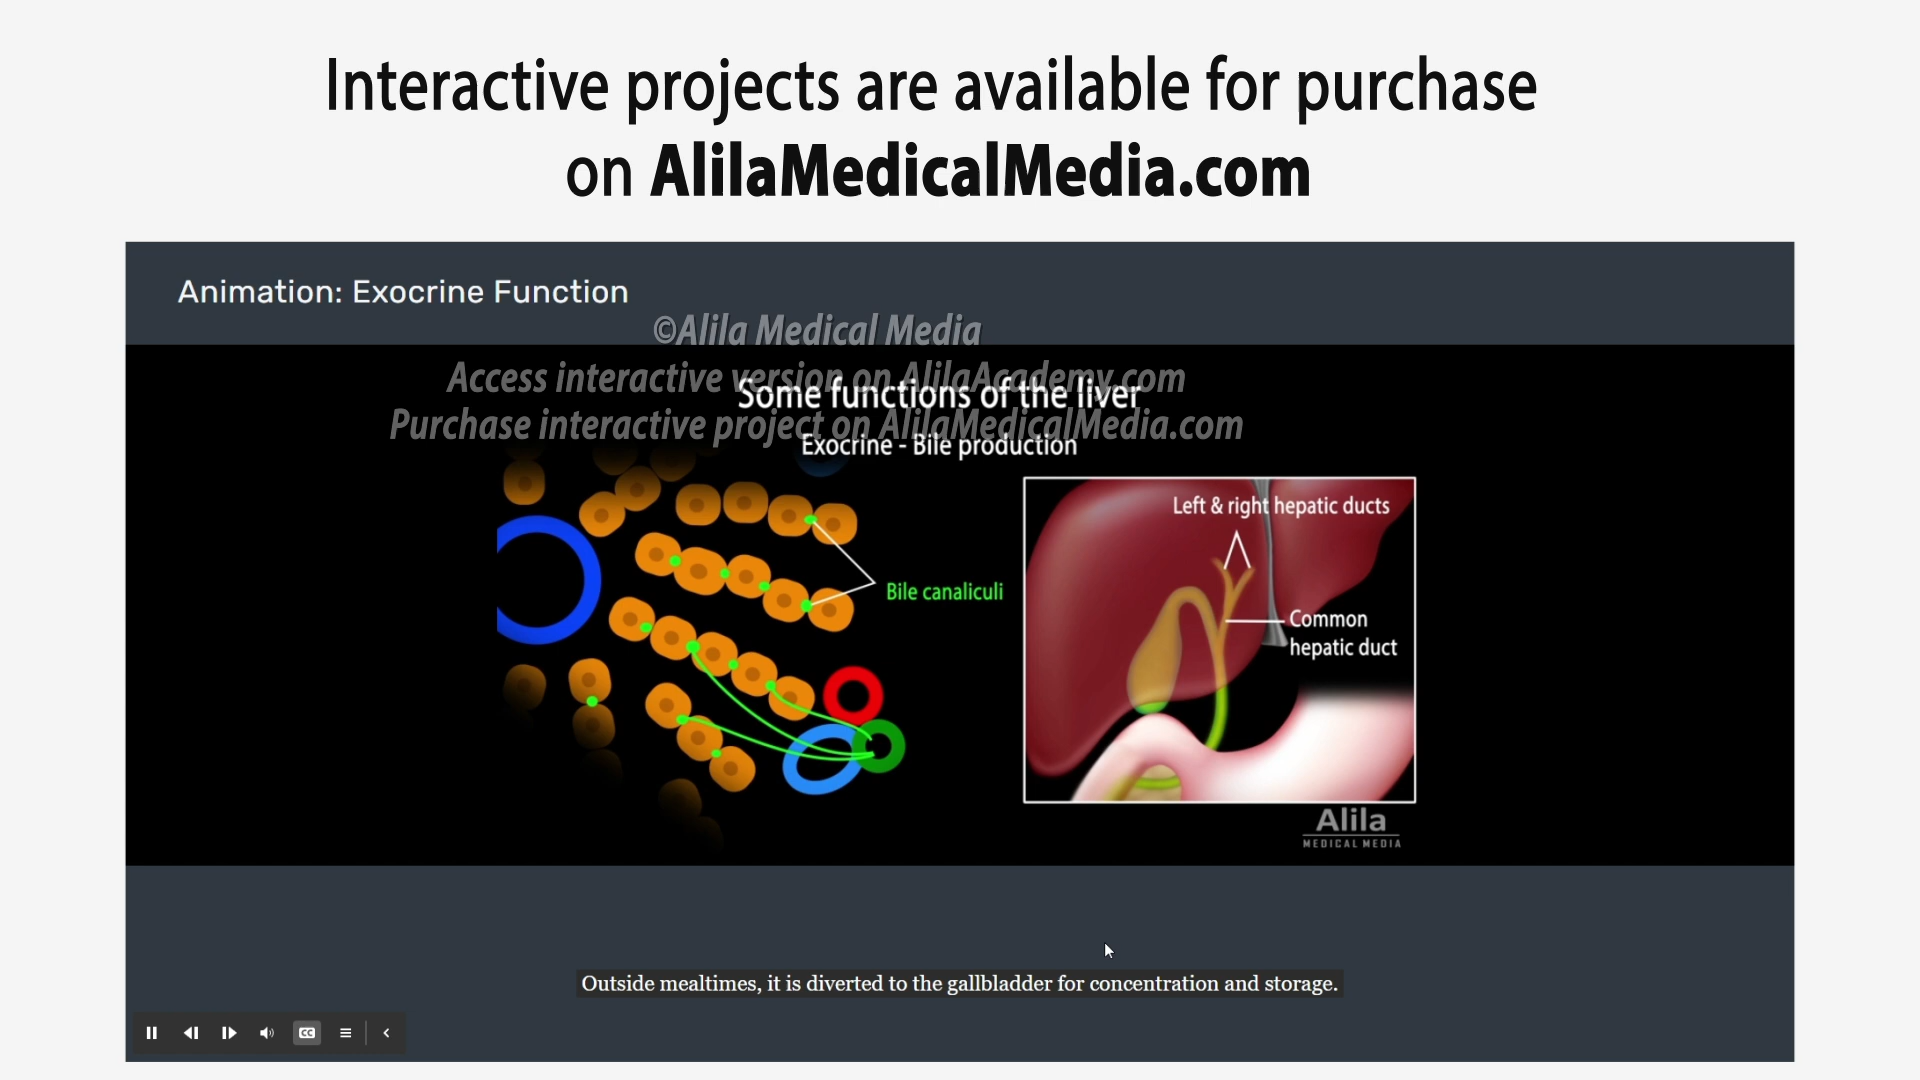 Interactive projects are available for purchase
on AlilaMedicalMedia.com
Animation: Exocrine Function
©Alila Medical Media
Access interactive version on AlilaAcademy.com
Some functions of the liver
Purchase interactive project on AlilaMedicalMedia.com
Exocrine - Bile production
Left & right hepatic ducts
Bile canaliculi
Common
hepatic duct
Alila
MEDICAL MEDIA
Outside mealtimes, it is diverted to the gallbladder for concentration and storage.
CC